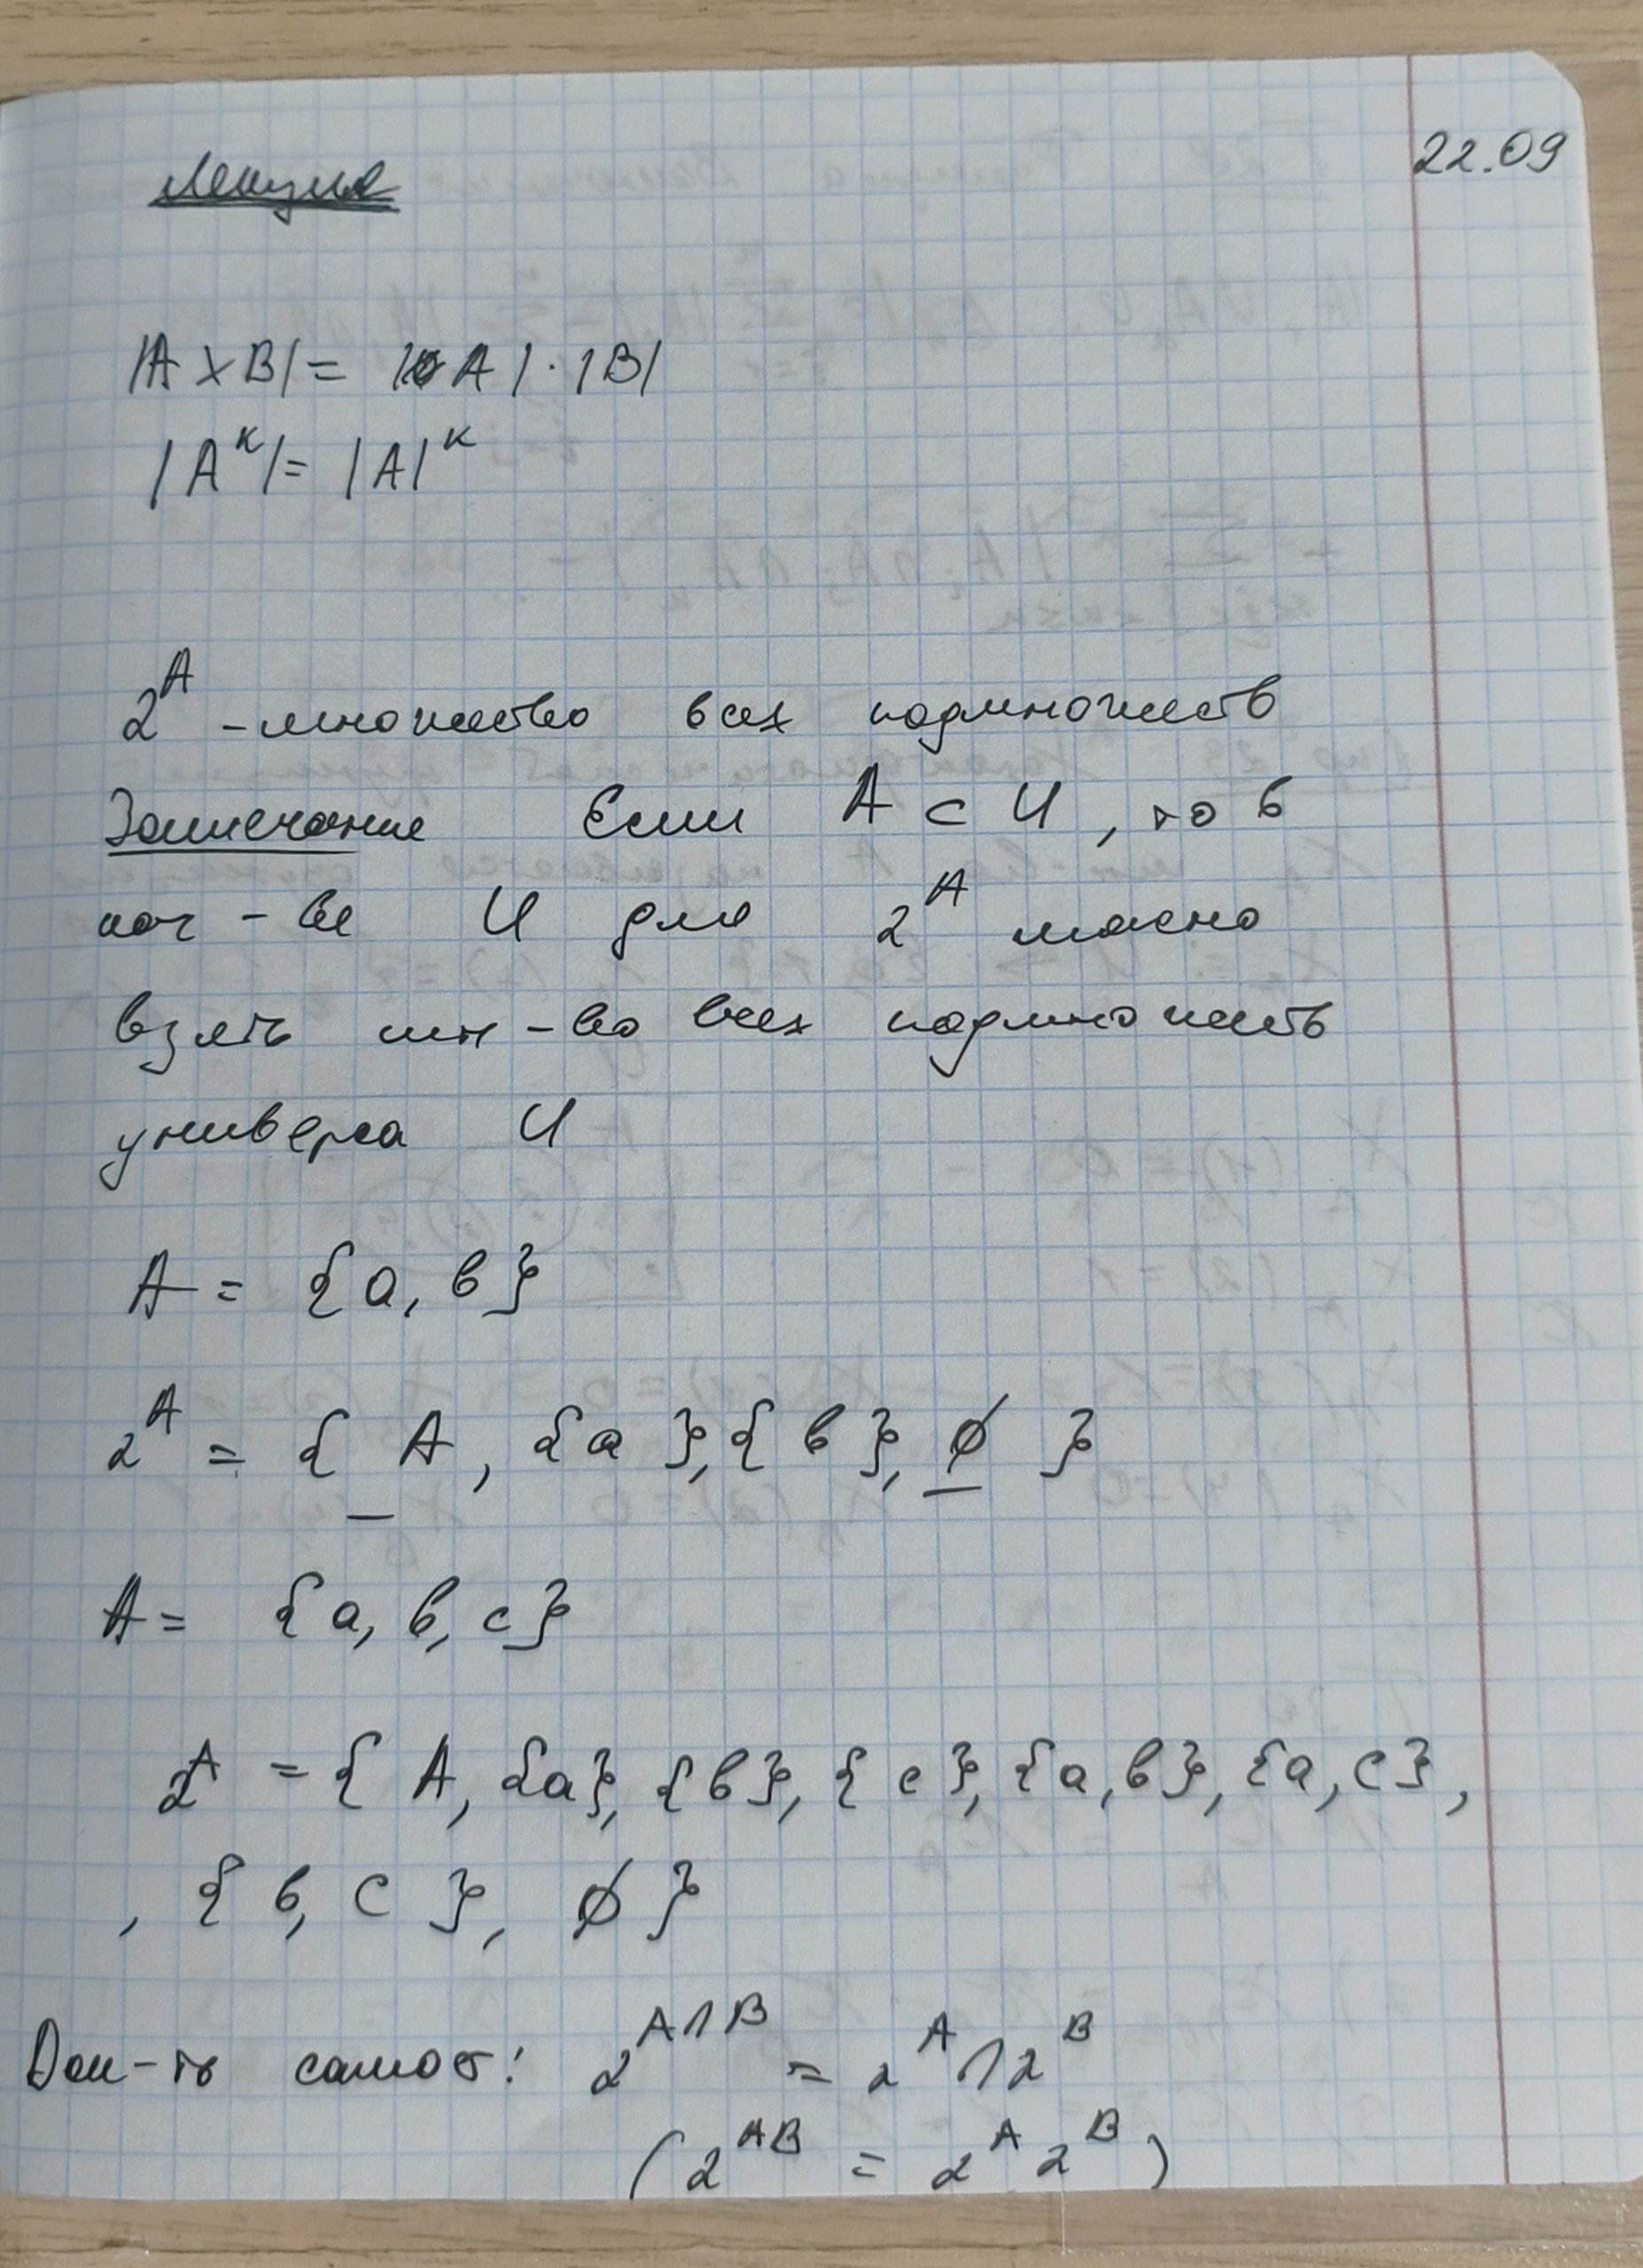 22.09
Лекция
|A×B|= |A|·|B|
|A^к|= |A|^к
2^A - множество всех подмножеств
Замечание Если A ⊂ U, то в
кач-ве U для 2^A можно
взять мн-во всех подмножеств
универса U
A = {a, b}
2^A = { A, {a}, {b}, ∅ }
A = {a, b, c}
2^A = { A, {a}, {b}, {c}, {a, b}, {a, c},
, { b, c }, ∅ }
Док-ть самост: 2^A∩B = 2^A ∩ 2^B
(2^AB = 2^A 2^B)